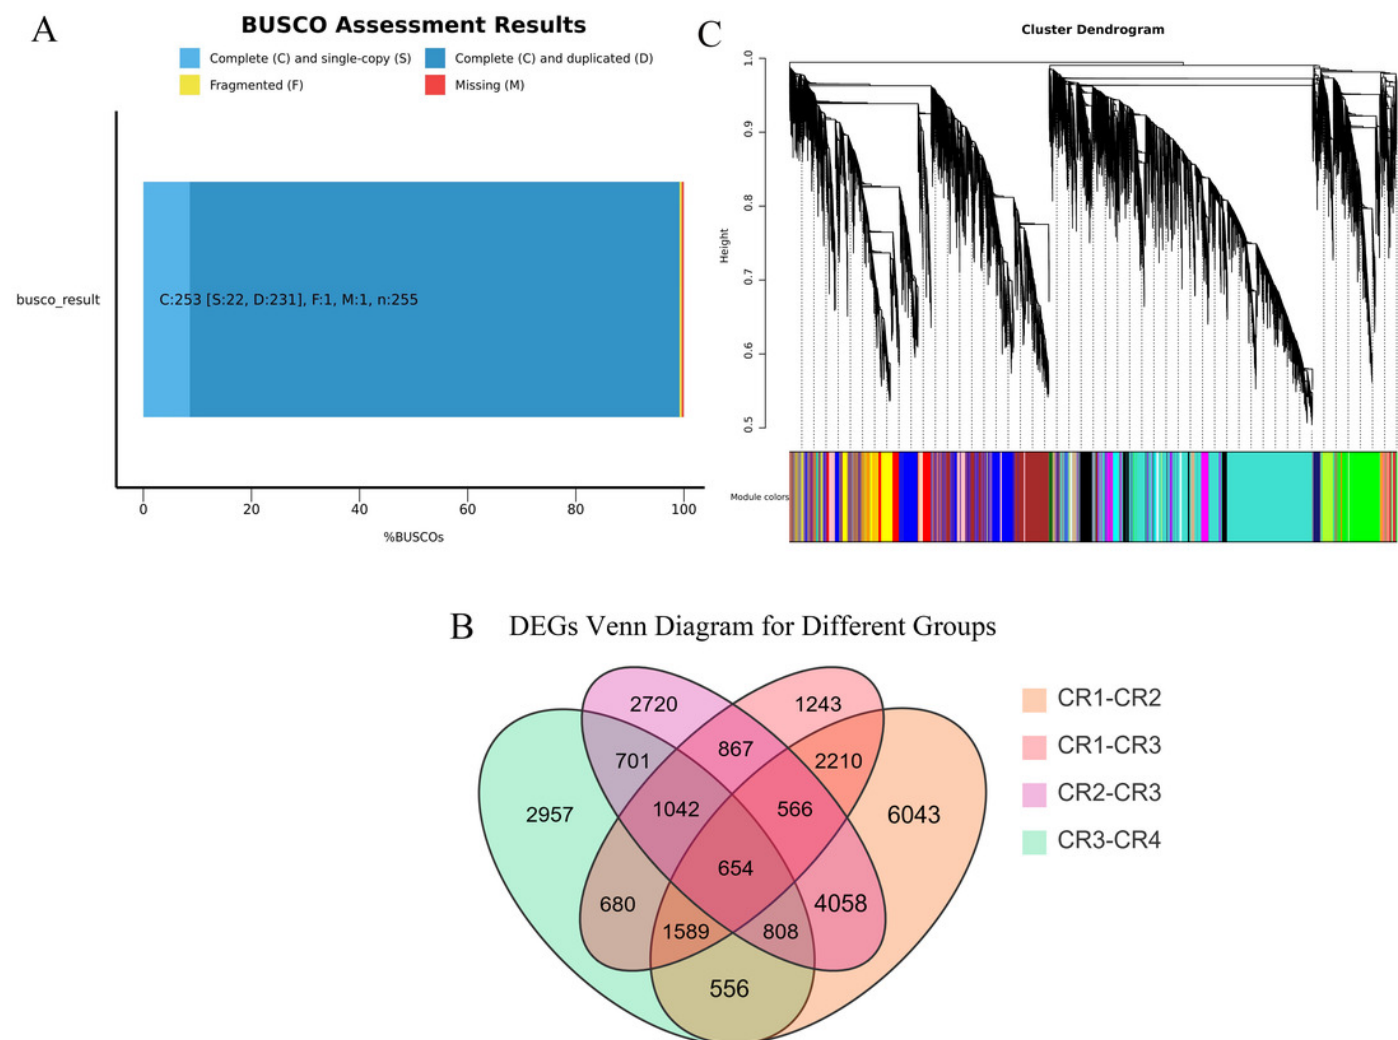 A
BUSCO Assessment Results
Complete (C) and single-copy (S)
Complete (C) and duplicated (D)
Fragmented (F)
Missing (M)
busco_result
C:253 [S:22, D:231], F:1, M:1, n:255
0 20 40 60 80 100
%BUSCOs
C
Cluster Dendrogram
Height
1.0
0.9
0.8
0.7
0.6
0.5
Module colors
B
DEGs Venn Diagram for Different Groups
2720
1243
867
701
2210
2957
1042
566
6043
654
680
4058
1589
808
556
CR1-CR2
CR1-CR3
CR2-CR3
CR3-CR4